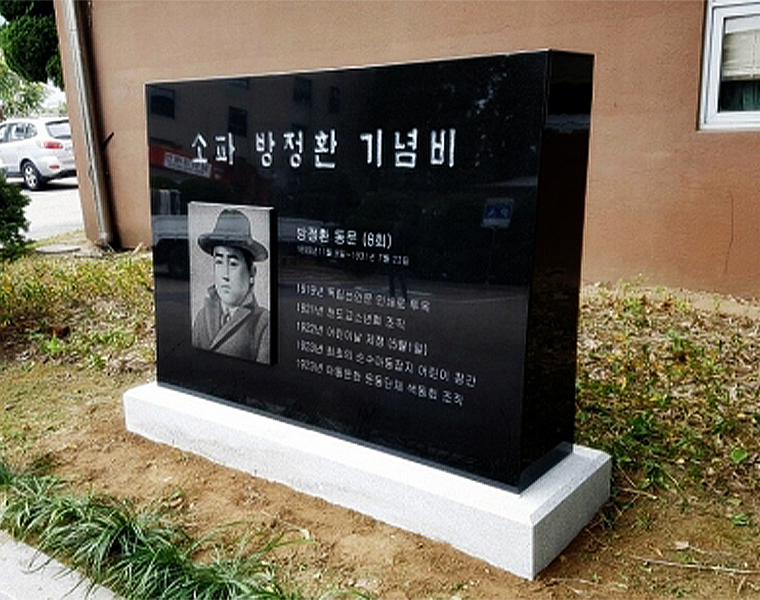 소파 방정환 기념비
방정환 동문 (8회)
1899년11월 9일~1931년 7월 23일
1919년 독립선언문 인쇄로 투옥
1921년 천도교소년회 조직
1922년 어린이날 제정 (5월1일)
1923년 최초의 순수아동잡지 어린이 창간
1923년 아동문화 운동단체 색동회 조직